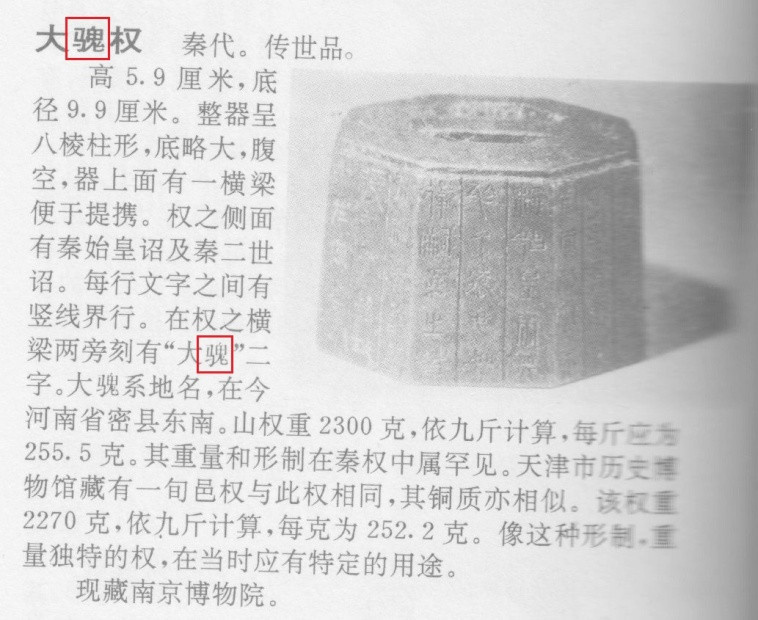 大騩权 秦代。传世品。
高 5.9 厘米，底
径 9.9 厘米。整器呈
八棱柱形，底略大，腹
空，器上面有一横梁
便于提携。权之侧面
有秦始皇诏及秦二世
诏。每行文字之间有
竖线界行。在权之横
梁两旁刻有“大騩”二
字。大騩系地名，在今
河南省密县东南。山权重 2300 克，依九斤计算，每斤应为
255.5 克。其重量和形制在秦权中属罕见。天津市历史博
物馆藏有一旬邑权与此权相同，其铜质亦相似。该权重
2270 克，依九斤计算，每克为 252.2 克。像这种形制、重
量独特的权，在当时应有特定的用途。
现藏南京博物院。